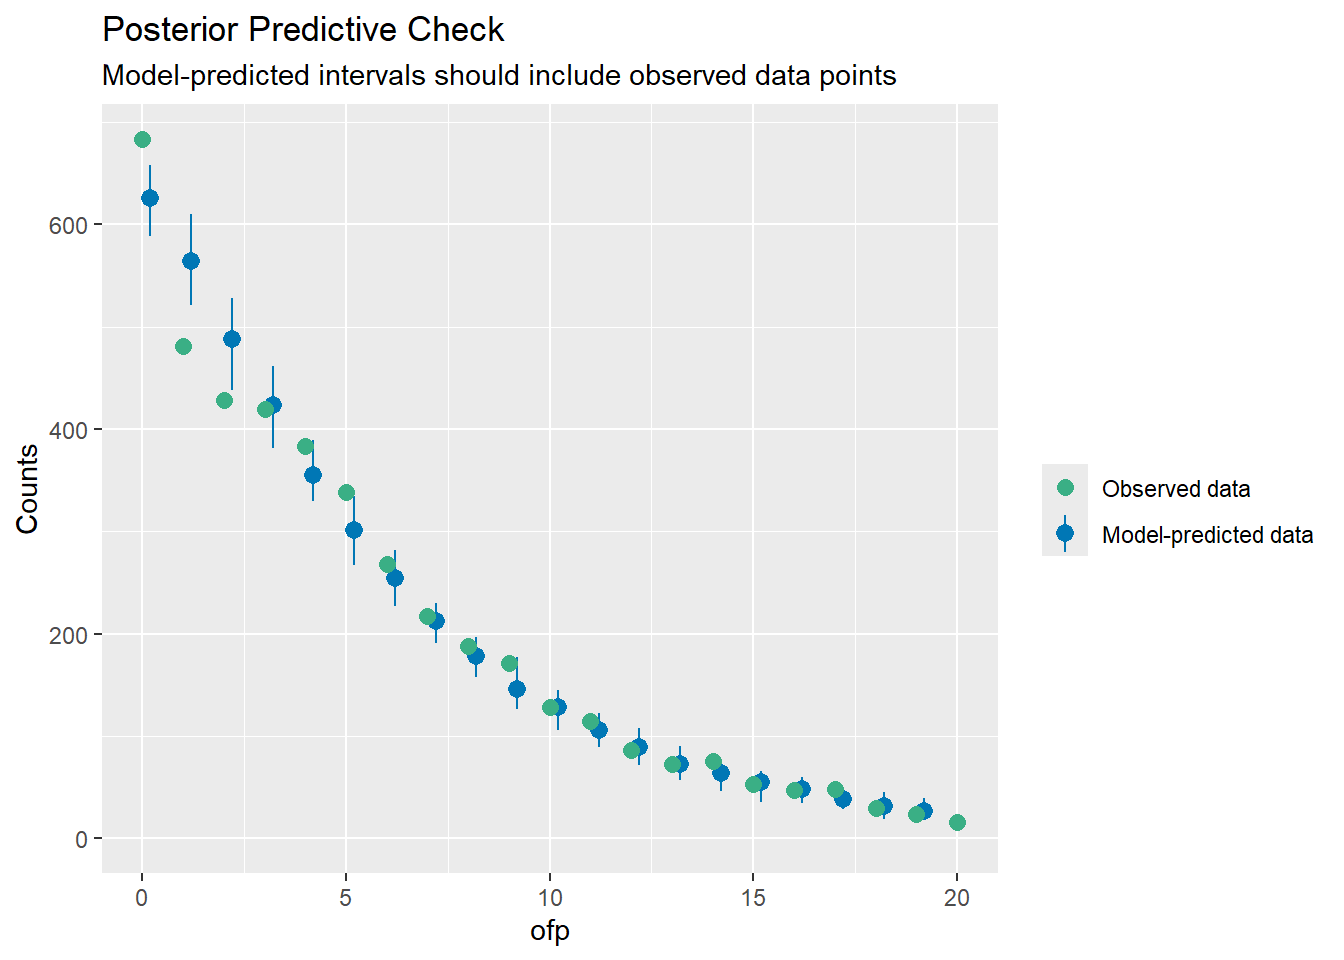 Posterior Predictive Check
Model-predicted intervals should include observed data points
Counts
600
400
200
0
0 5 10 15 20
ofp
Observed data
Model-predicted data